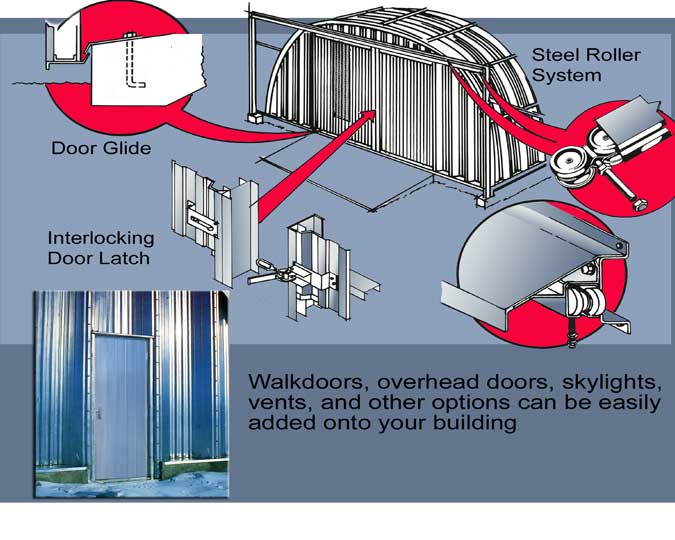 Steel Roller
System
Door Glide
Interlocking
Door Latch
Walkdoors, overhead doors, skylights,
vents, and other options can be easily
added onto your building